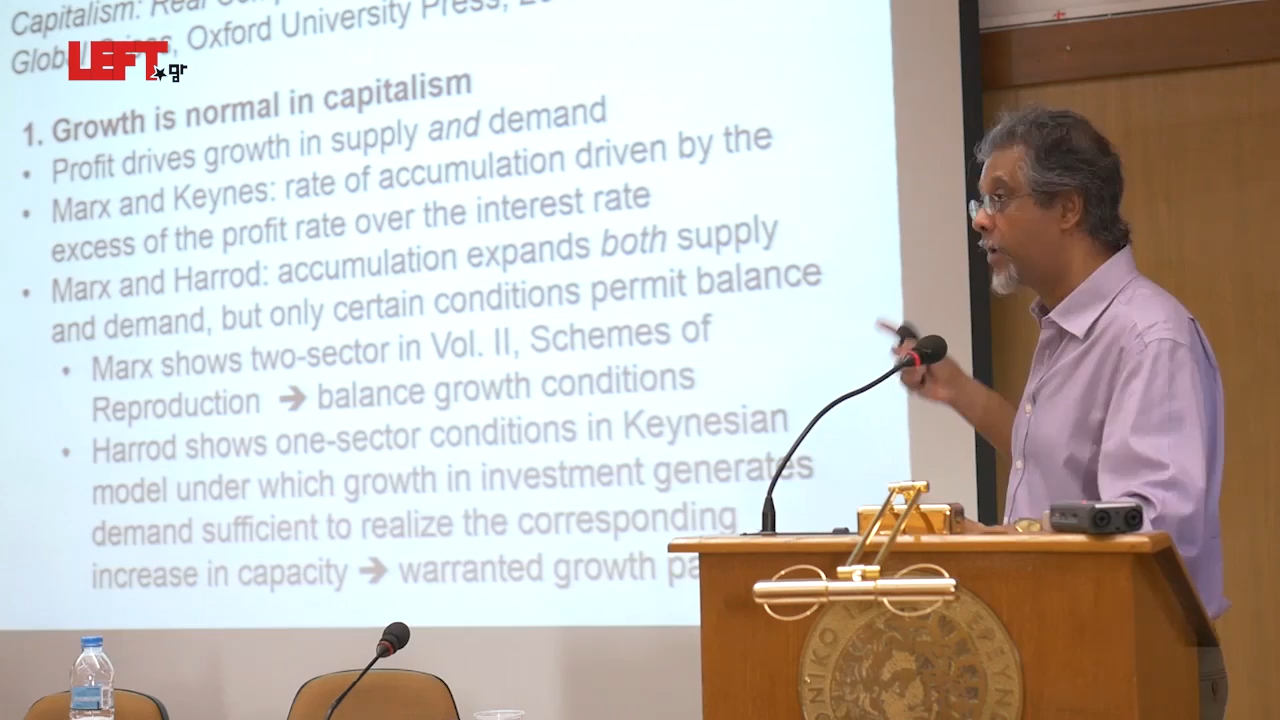 Capitalism: Real
Global Crises, Oxford University Press,
LEFT.gr
1. Growth is normal in capitalism
• Profit drives growth in supply and demand
• Marx and Keynes: rate of accumulation driven by the
excess of the profit rate over the interest rate
• Marx and Harrod: accumulation expands both supply
and demand, but only certain conditions permit balance
• Marx shows two-sector in Vol. II, Schemes of
Reproduction ➔ balance growth conditions
• Harrod shows one-sector conditions in Keynesian
model under which growth in investment generates
demand sufficient to realize the corresponding
increase in capacity ➔ warranted growth pa